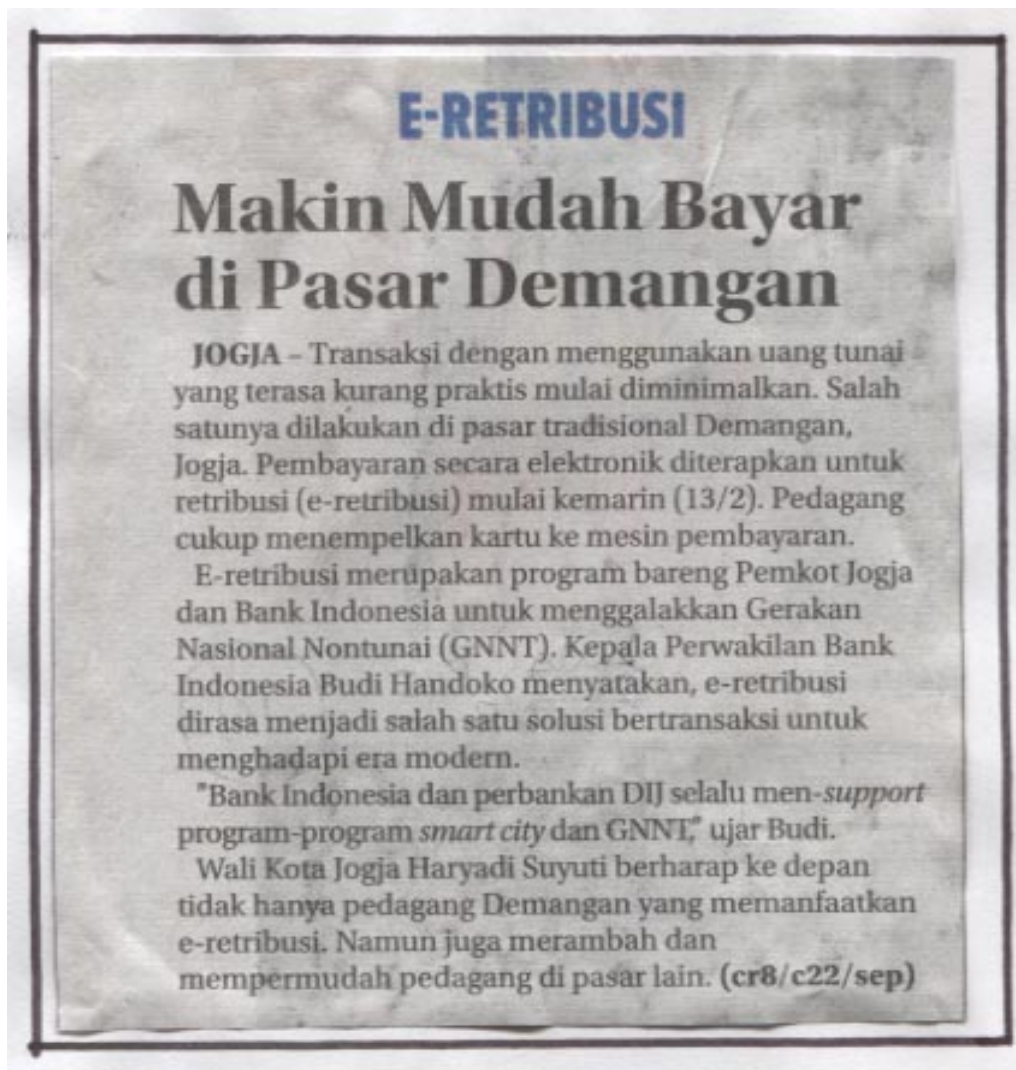 E-RETRIBUSI
Makin Mudah Bayar
di Pasar Demangan
JOGJA – Transaksi dengan menggunakan uang tunai
yang terasa kurang praktis mulai diminimalkan. Salah
satunya dilakukan di pasar tradisional Demangan,
Jogja. Pembayaran secara elektronik diterapkan untuk
retribusi (e-retribusi) mulai kemarin (13/2). Pedagang
cukup menempelkan kartu ke mesin pembayaran.
E-retribusi merupakan program bareng Pemkot Jogja
dan Bank Indonesia untuk menggalakkan Gerakan
Nasional Nontunai (GNNT). Kepala Perwakilan Bank
Indonesia Budi Handoko menyatakan, e-retribusi
dirasa menjadi salah satu solusi bertransaksi untuk
menghadapi era modern.
"Bank Indonesia dan perbankan DIJ selalu men-support
program-program smart city dan GNNT," ujar Budi.
Wali Kota Jogja Haryadi Suyuti berharap ke depan
tidak hanya pedagang Demangan yang memanfaatkan
e-retribusi. Namun juga merambah dan
mempermudah pedagang di pasar lain. (cr8/c22/sep)